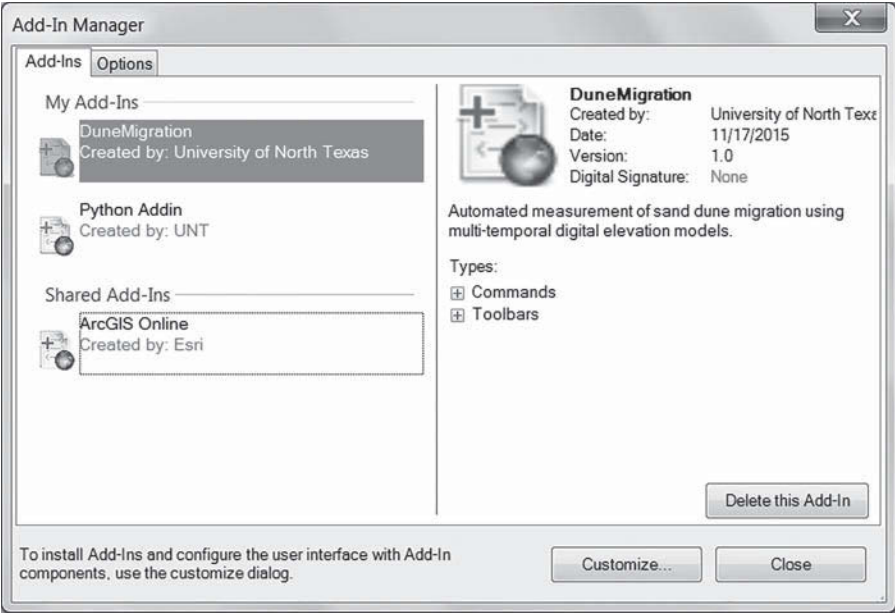 Add-In Manager
X
Add-Ins
Options
My Add-Ins
DuneMigration
Created by: University of North Texas
Python Addin
Created by: UNT
Shared Add-Ins
ArcGIS Online
Created by: Esri
DuneMigration
Created by: University of North Texa
Date: 11/17/2015
Version: 1.0
Digital Signature: None
Automated measurement of sand dune migration using
multi-temporal digital elevation models.
Types:
Commands
Toolbars
Delete this Add-In
To install Add-Ins and configure the user interface with Add-In
components, use the customize dialog.
Customize...
Close